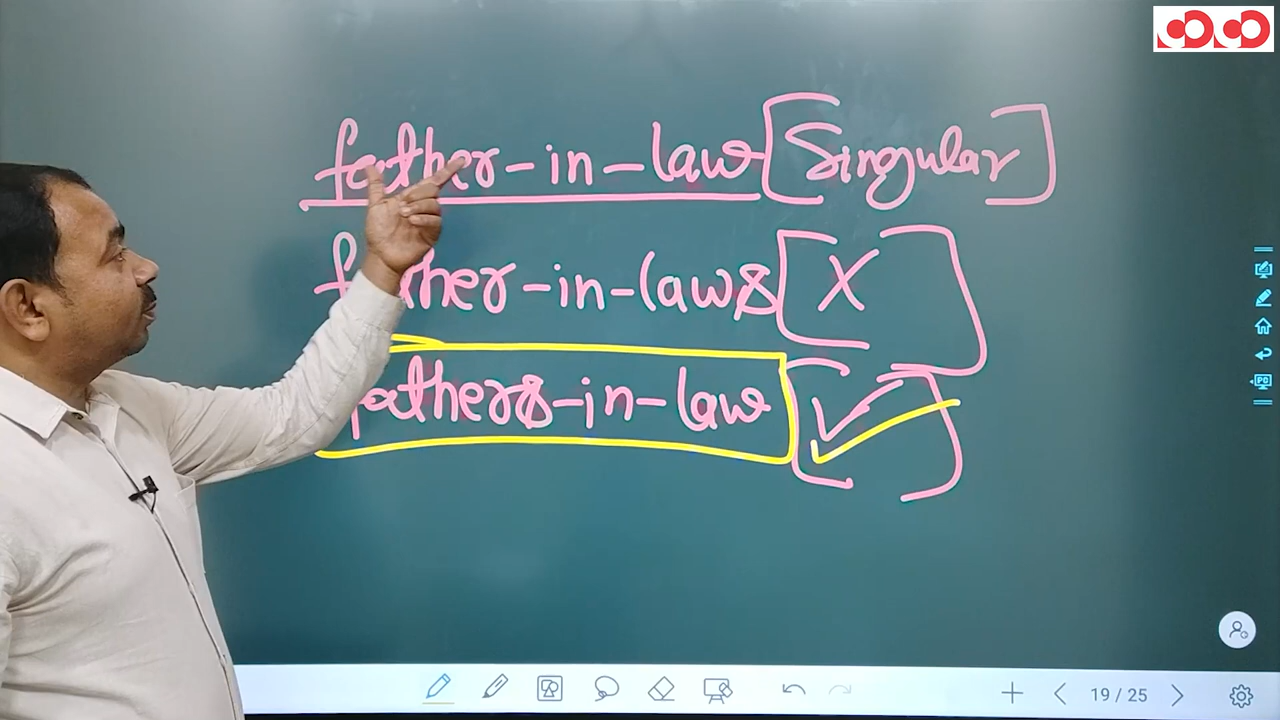 father-in-law [Singular]
father-in-laws [X]
fathers-in-law [✓]
19 / 25